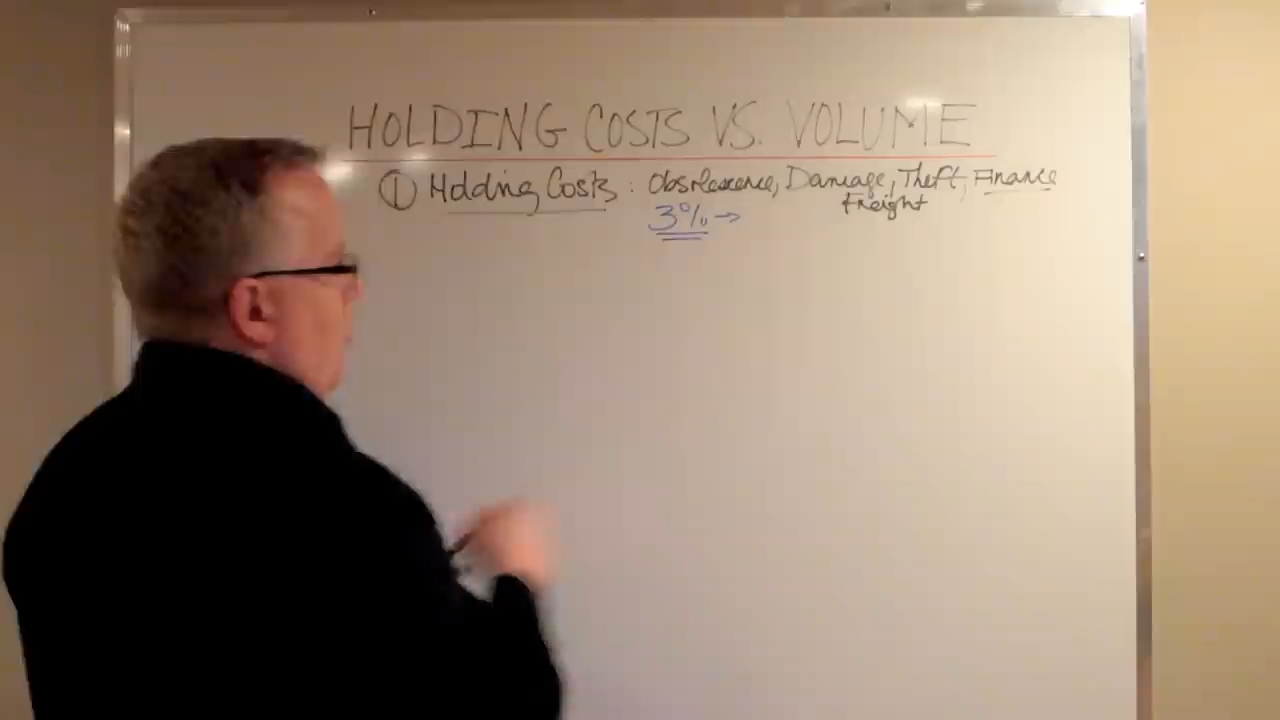 HOLDING COSTS VS. VOLUME
① Holding Costs : Obsolescence, Damage, Theft, Finance
Freight
3% →